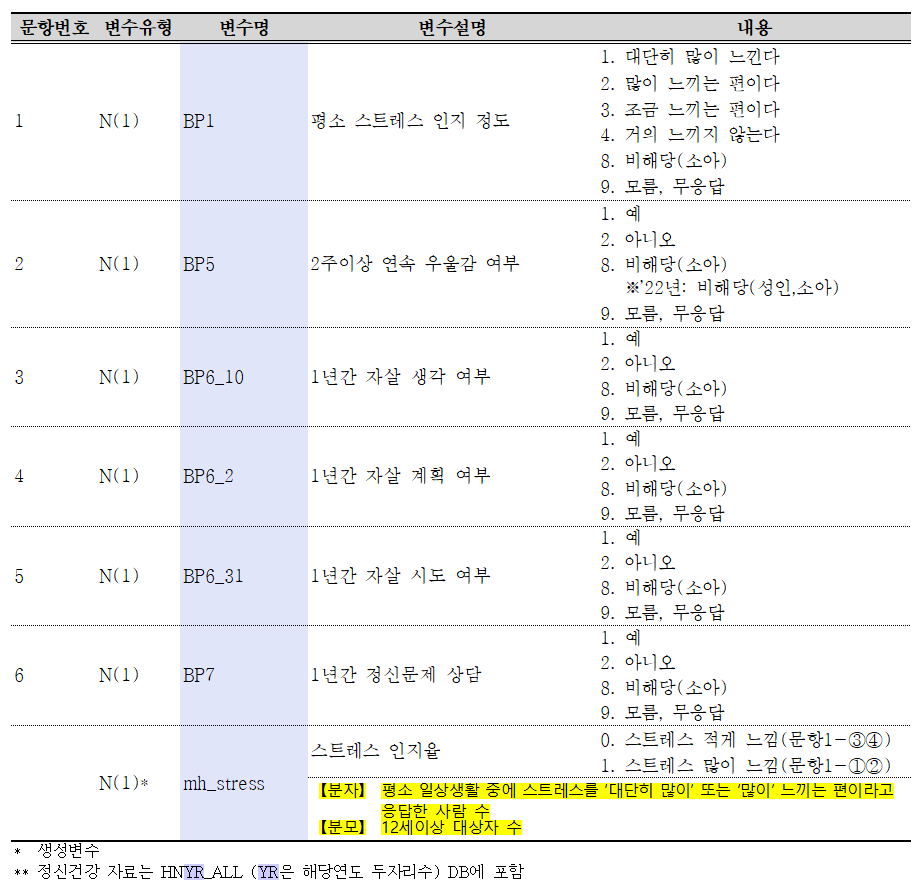 문항번호 변수유형 변수명 변수설명 내용
1 N(1) BP1 평소 스트레스 인지 정도
1. 대단히 많이 느낀다
2. 많이 느끼는 편이다
3. 조금 느끼는 편이다
4. 거의 느끼지 않는다
8. 비해당(소아)
9. 모름, 무응답
2 N(1) BP5 2주이상 연속 우울감 여부
1. 예
2. 아니오
8. 비해당(소아)
※'22년: 비해당(성인,소아)
9. 모름, 무응답
3 N(1) BP6_10 1년간 자살 생각 여부
1. 예
2. 아니오
8. 비해당(소아)
9. 모름, 무응답
4 N(1) BP6_2 1년간 자살 계획 여부
1. 예
2. 아니오
8. 비해당(소아)
9. 모름, 무응답
5 N(1) BP6_31 1년간 자살 시도 여부
1. 예
2. 아니오
8. 비해당(소아)
9. 모름, 무응답
6 N(1) BP7 1년간 정신문제 상담
1. 예
2. 아니오
8. 비해당(소아)
9. 모름, 무응답
N(1)* mh_stress 스트레스 인지율
0. 스트레스 적게 느낌(문항1-③④)
1. 스트레스 많이 느낌(문항1-①②)
【분자】 평소 일상생활 중에 스트레스를 '대단히 많이' 또는 '많이' 느끼는 편이라고
응답한 사람 수
【분모】 12세이상 대상자 수
* 생성변수
** 정신건강 자료는 HNYR_ALL (YR은 해당연도 두자리수) DB에 포함